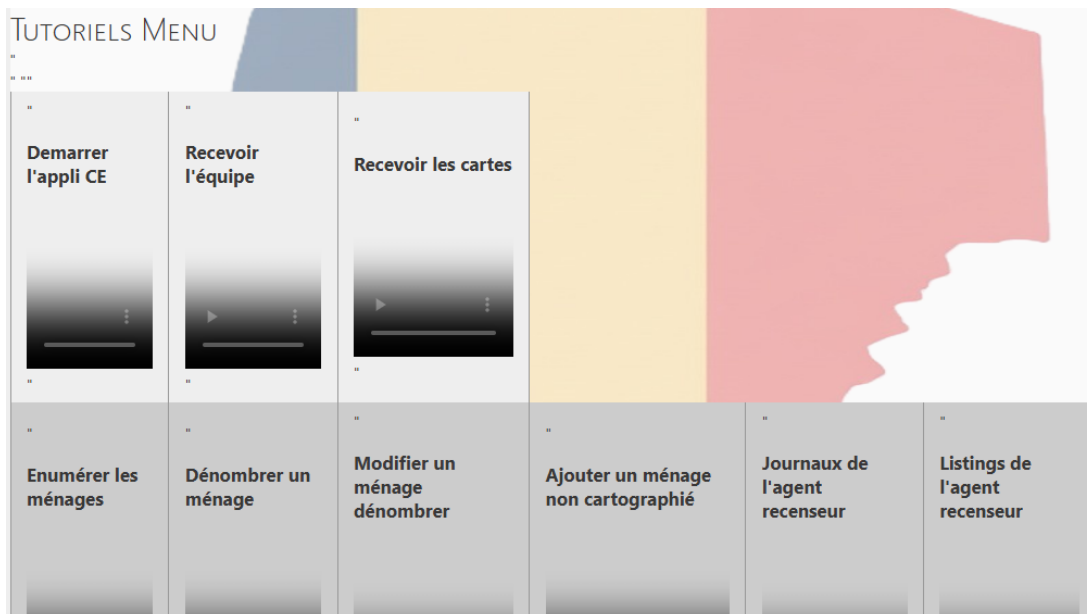 Tutoriels Menu
"
" ""
" " "
Demarrer
l'appli CE
Recevoir
l'équipe
Recevoir les cartes
" " "
" " " " " "
Enumérer les
ménages
Dénombrer un
ménage
Modifier un
ménage
dénombrer
Ajouter un ménage
non cartographié
Journaux de
l'agent
recenseur
Listings de
l'agent
recenseur